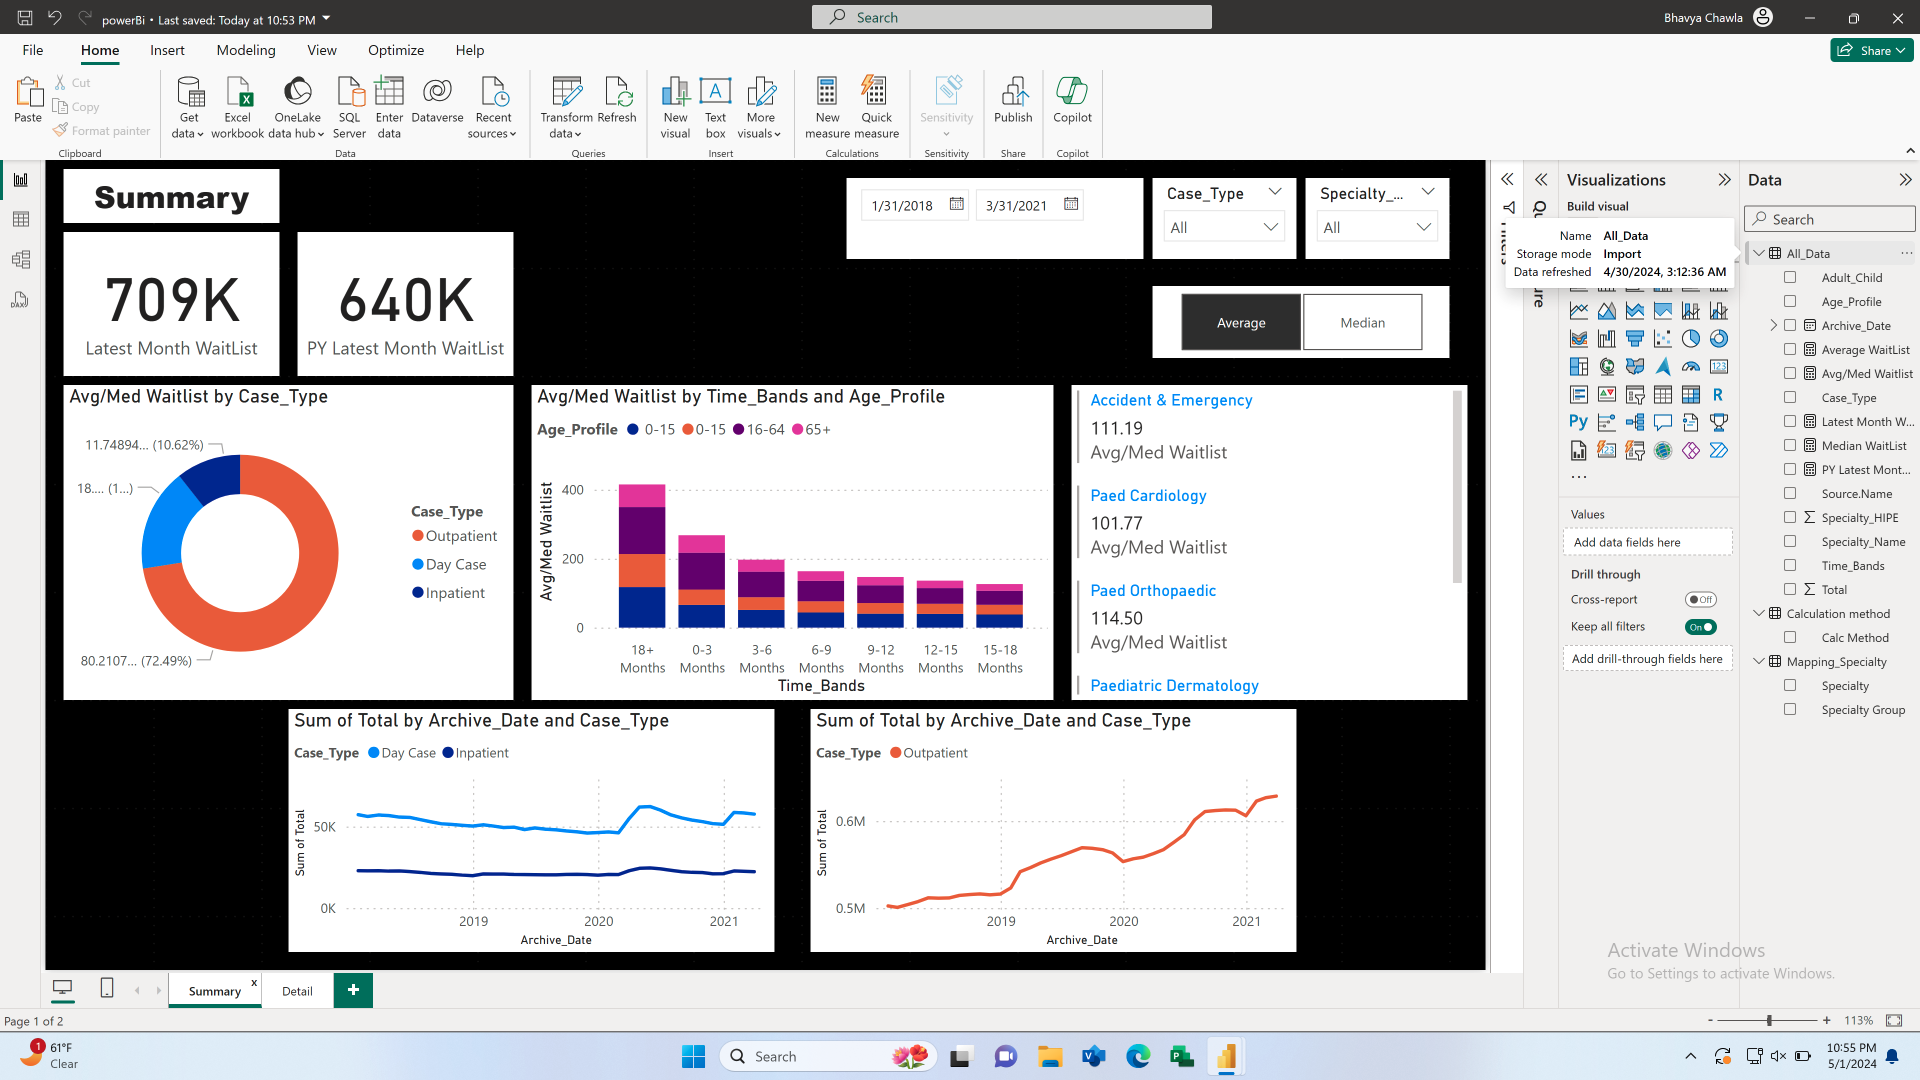 powerBi • Last saved: Today at 10:53 PM
Search
Bhavya Chawla
File Home Insert Modeling View Optimize Help
Share
Paste
Cut
Copy
Format painter
Clipboard
Get data
Excel workbook
OneLake data hub
SQL Server
Enter data
Dataverse
Recent sources
Data
Transform data
Refresh
Queries
New visual
Text box
More visuals
Insert
New measure
Quick measure
Calculations
Sensitivity
Sensitivity
Publish
Share
Copilot
Copilot
Summary
709K
Latest Month WaitList
640K
PY Latest Month WaitList
1/31/2018
3/31/2021
Case_Type
All
Specialty_...
All
Average
Median
Avg/Med Waitlist by Case_Type
11.74894... (10.62%)
18.... (1...)
80.2107... (72.49%)
Case_Type
Outpatient
Day Case
Inpatient
Avg/Med Waitlist by Time_Bands and Age_Profile
Age_Profile 0-15 0-15 16-64 65+
Avg/Med Waitlist
400
200
0
18+ Months
0-3 Months
3-6 Months
6-9 Months
9-12 Months
12-15 Months
15-18 Months
Time_Bands
Accident & Emergency
111.19
Avg/Med Waitlist
Paed Cardiology
101.77
Avg/Med Waitlist
Paed Orthopaedic
114.50
Avg/Med Waitlist
Paediatric Dermatology
Sum of Total by Archive_Date and Case_Type
Case_Type Day Case Inpatient
Sum of Total
50K
0K
2019 2020 2021
Archive_Date
Sum of Total by Archive_Date and Case_Type
Case_Type Outpatient
Sum of Total
0.6M
0.5M
2019 2020 2021
Archive_Date
Visualizations
Build visual
Name All_Data
Storage mode Import
Data refreshed 4/30/2024, 3:12:36 AM
R
Py
123
Values
Add data fields here
Drill through
Cross-report Off
Keep all filters On
Add drill-through fields here
Data
Search
All_Data
Adult_Child
Age_Profile
Archive_Date
Average WaitList
Avg/Med Waitlist
Case_Type
Latest Month W...
Median WaitList
PY Latest Mont...
Source.Name
Specialty_HIPE
Specialty_Name
Time_Bands
Total
Calculation method
Calc Method
Mapping_Specialty
Specialty
Specialty Group
Activate Windows
Go to Settings to activate Windows.
Summary x
Detail
+
Page 1 of 2
- + 113%
1
61°F
Clear
Search
10:55 PM
5/1/2024